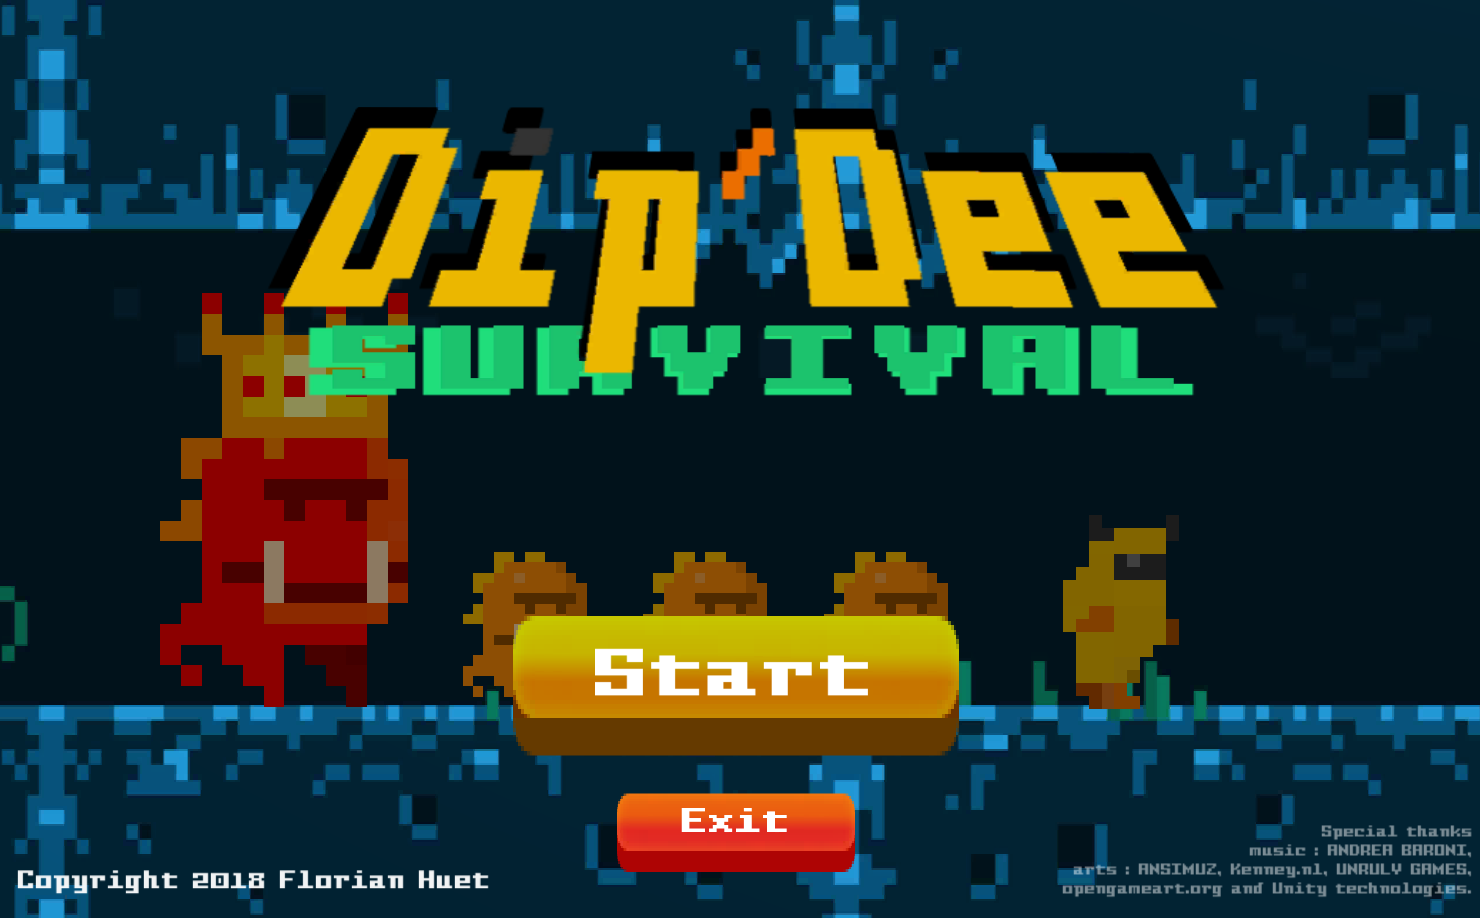 Dip'Dee
SURVIVAL
Start
Exit
Copyright 2018 Florian Huet
Special thanks
music : ANDREA BARONI,
arts : ANSIMUZ, Kenney.nl, UNRULY GAMES,
opengameart.org and Unity technologies.